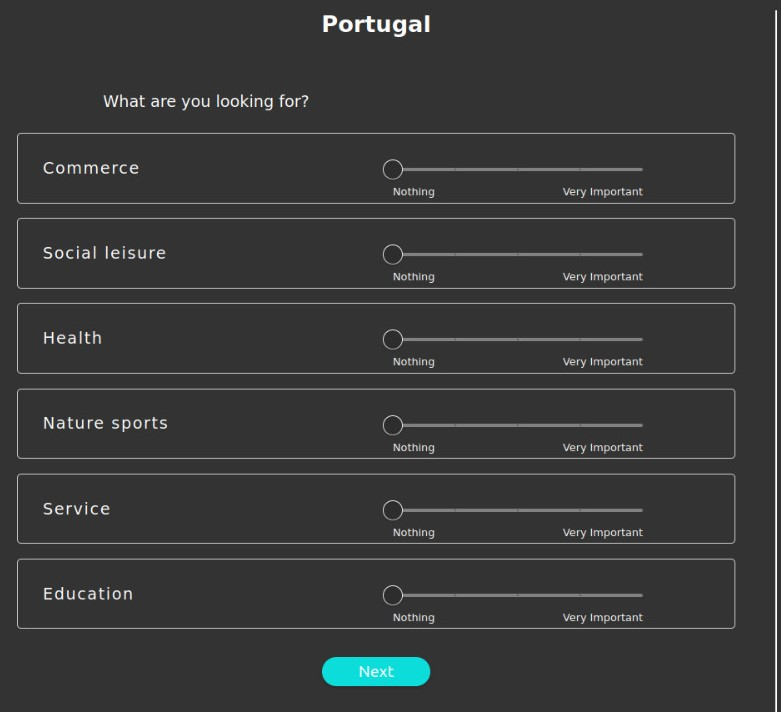 Portugal
What are you looking for?
Commerce
Nothing Very Important
Social leisure
Nothing Very Important
Health
Nothing Very Important
Nature sports
Nothing Very Important
Service
Nothing Very Important
Education
Nothing Very Important
Next